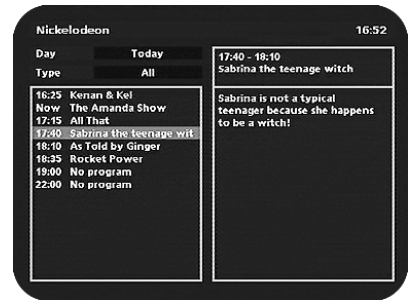 Nickelodeon 16:52
Day Today
Type All
16:25 Kenan & Kel
Now The Amanda Show
17:15 All That
17:40 Sabrina the teenage wit
18:10 As Told by Ginger
18:35 Rocket Power
19:00 No program
22:00 No program
17:40 - 18:10
Sabrina the teenage witch
Sabrina is not a typical
teenager because she happens
to be a witch!